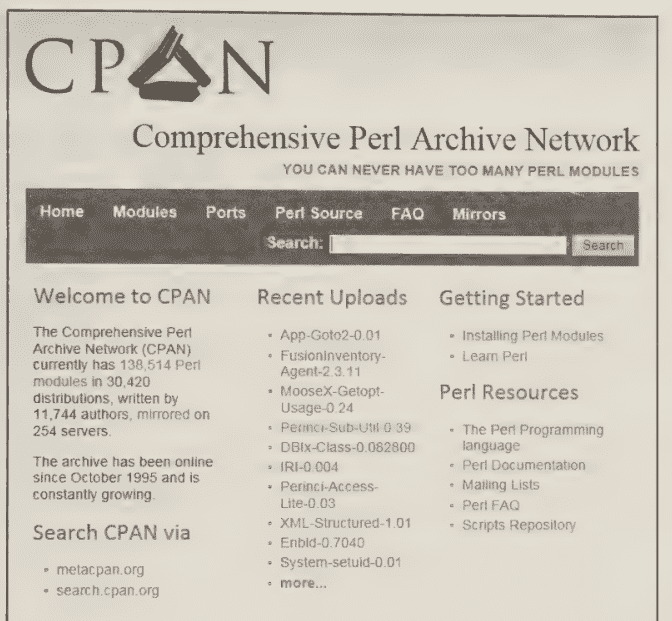 CPAN
Comprehensive Perl Archive Network
YOU CAN NEVER HAVE TOO MANY PERL MODULES
Home Modules Ports Perl Source FAQ Mirrors
Search: Search
Welcome to CPAN
The Comprehensive Perl
Archive Network (CPAN)
currently has 138,514 Perl
modules in 30,420
distributions, written by
11,744 authors, mirrored on
254 servers.
The archive has been online
since October 1995 and is
constantly growing.
Search CPAN via
metacpan.org
search.cpan.org
Recent Uploads
App-Goto2-0.01
FusionInventory-
Agent-2.3.11
MooseX-Getopt-
Usage-0.24
Perinci-Sub-Util-0.39
DBIx-Class-0.082800
IRI-0.004
Perinci-Access-
Lite-0.03
XML-Structured-1.01
Enbld-0.7040
System-setuid-0.01
more...
Getting Started
Installing Perl Modules
Learn Perl
Perl Resources
The Perl Programming
language
Perl Documentation
Mailing Lists
Perl FAQ
Scripts Repository